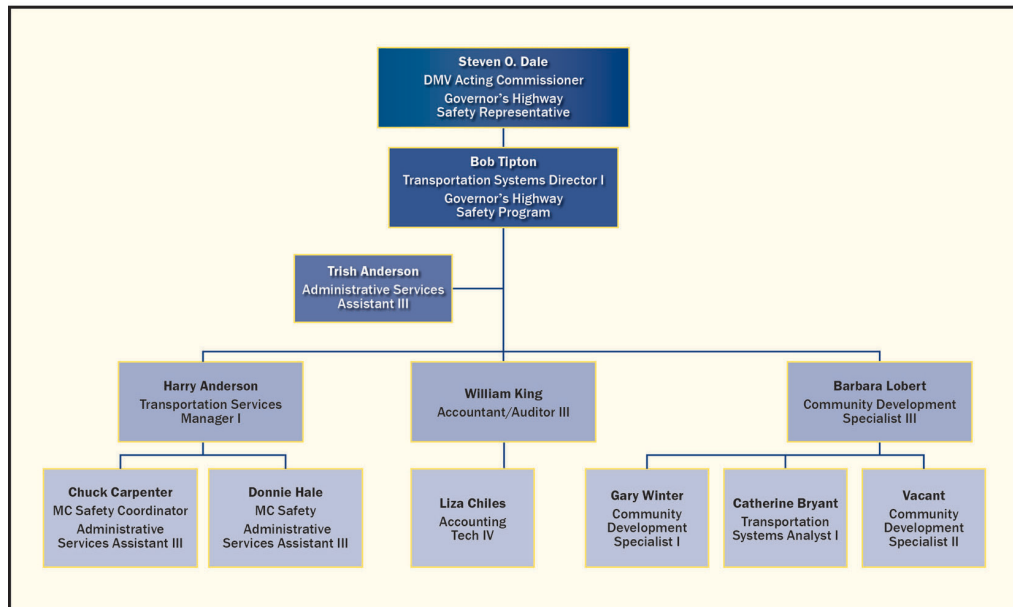 Steven O. Dale
DMV Acting Commissioner
Governor's Highway
Safety Representative
Bob Tipton
Transportation Systems Director I
Governor's Highway
Safety Program
Trish Anderson
Administrative Services
Assistant III
Harry Anderson
Transportation Services
Manager I
William King
Accountant/Auditor III
Barbara Lobert
Community Development
Specialist III
Chuck Carpenter
MC Safety Coordinator
Administrative
Services Assistant III
Donnie Hale
MC Safety
Administrative
Services Assistant III
Liza Chiles
Accounting
Tech IV
Gary Winter
Community
Development
Specialist I
Catherine Bryant
Transportation
Systems Analyst I
Vacant
Community
Development
Specialist II